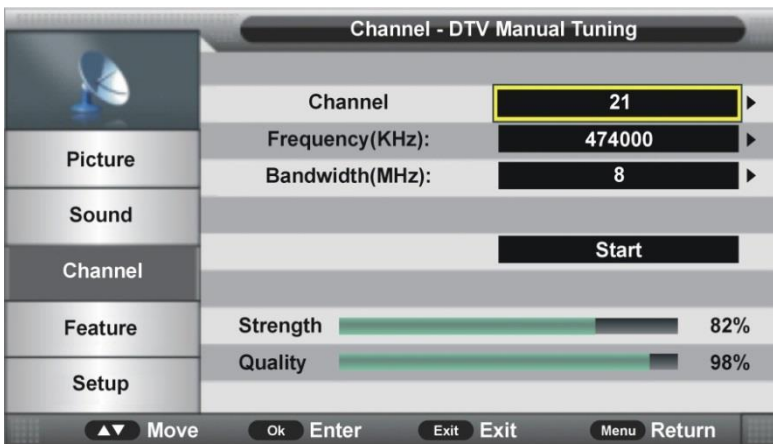 Channel - DTV Manual Tuning
Picture
Sound
Channel
Feature
Setup
Channel 21
Frequency(KHz): 474000
Bandwidth(MHz): 8
Start
Strength 82%
Quality 98%
Move Ok Enter Exit Exit Menu Return